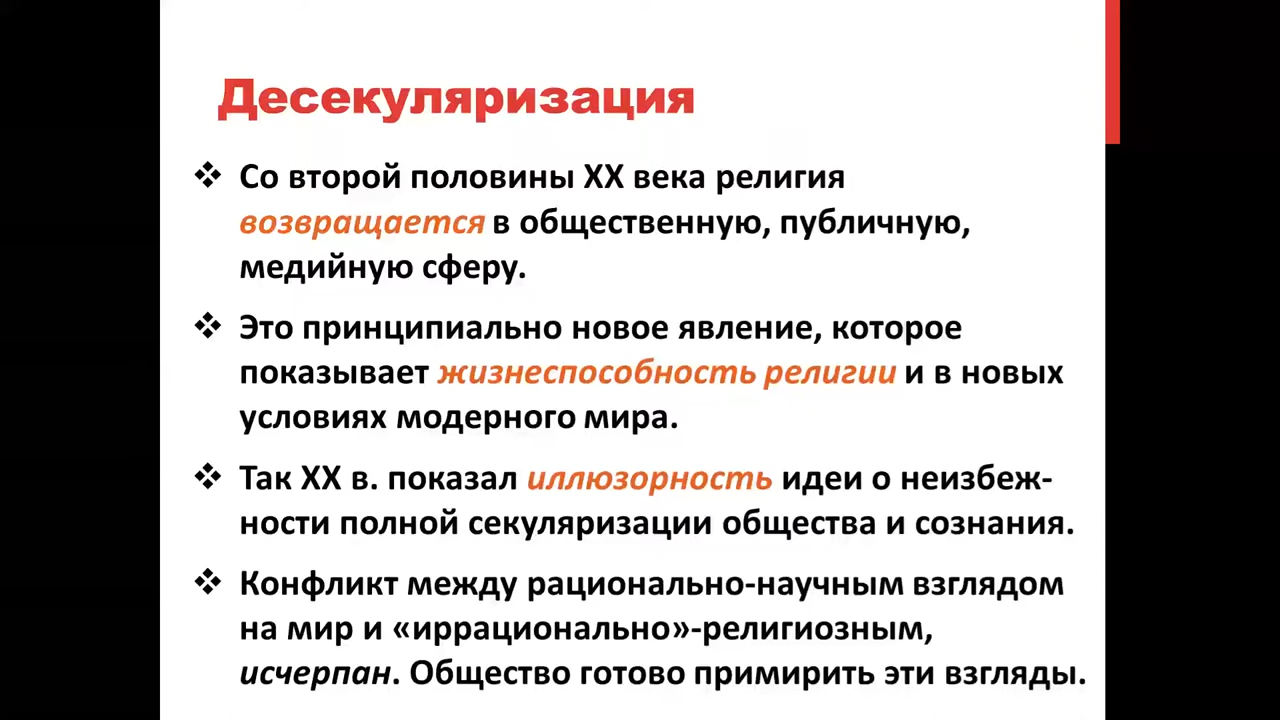 Десекуляризация
❖ Со второй половины XX века религия
возвращается в общественную, публичную,
медийную сферу.
❖ Это принципиально новое явление, которое
показывает жизнеспособность религии и в новых
условиях модерного мира.
❖ Так XX в. показал иллюзорность идеи о неизбеж-
ности полной секуляризации общества и сознания.
❖ Конфликт между рационально-научным взглядом
на мир и «иррационально»-религиозным,
исчерпан. Общество готово примирить эти взгляды.